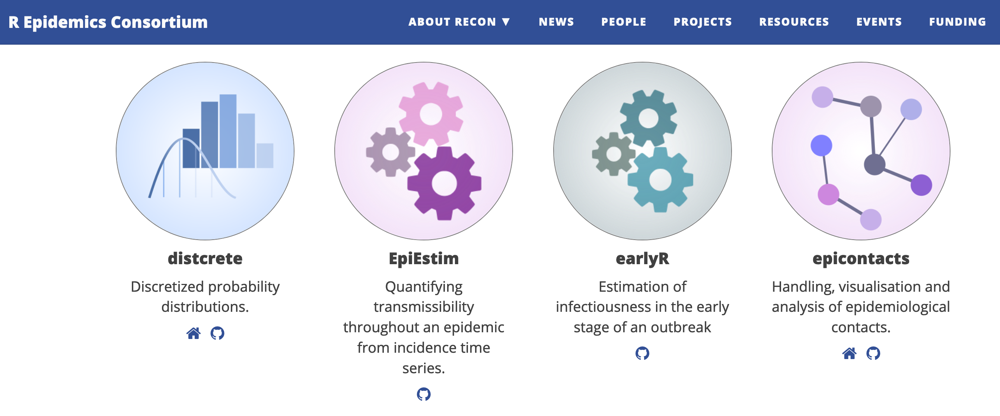 R Epidemics Consortium
ABOUT RECON ▼
NEWS
PEOPLE
PROJECTS
RESOURCES
EVENTS
FUNDING
distcrete
Discretized probability
distributions.
EpiEstim
Quantifying
transmissibility
throughout an epidemic
from incidence time
series.
earlyR
Estimation of
infectiousness in the early
stage of an outbreak
epicontacts
Handling, visualisation and
analysis of epidemiological
contacts.